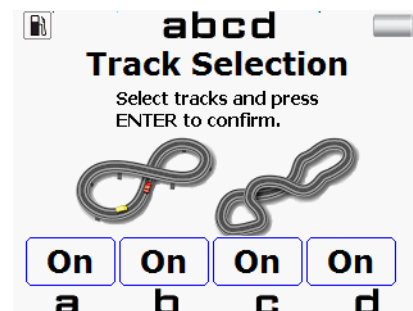 abcd
Track Selection
Select tracks and press
ENTER to confirm.
On On On On
a b c d